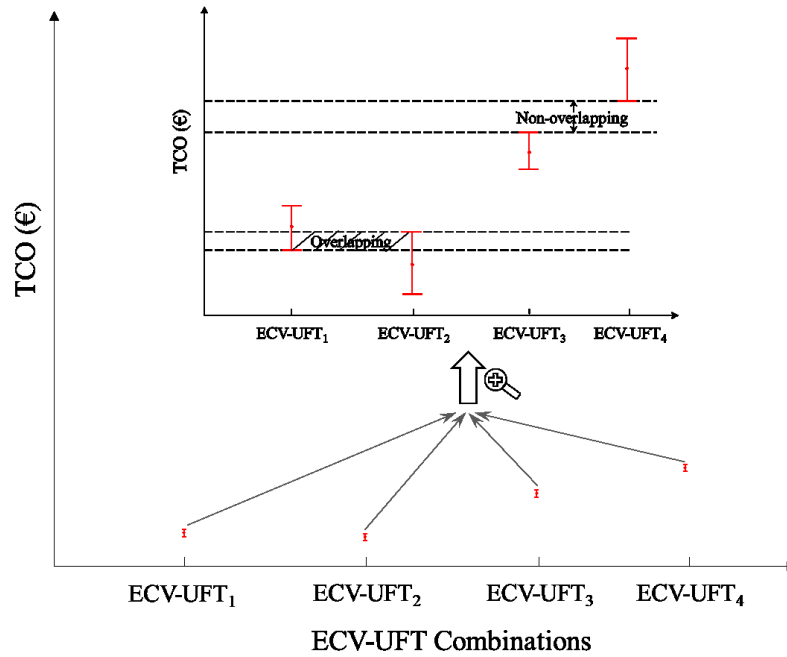 TCO (€)
TCO (€)
Non-overlapping
Overlapping
ECV-UFT₁ ECV-UFT₂ ECV-UFT₃ ECV-UFT₄
ECV-UFT₁ ECV-UFT₂ ECV-UFT₃ ECV-UFT₄
ECV-UFT Combinations